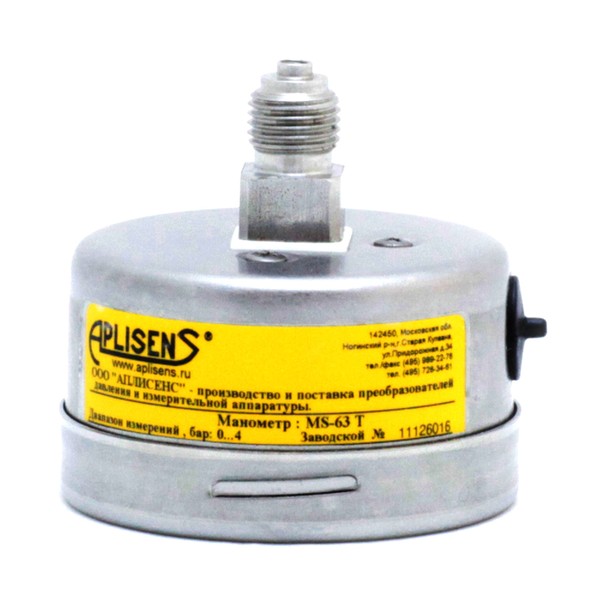 APLISENS®
www.aplisens.ru
142450, Московская обл.
Ногинский р-н,г.Старая Купавна
ул.Придорожная,д.34
тел./факс (495) 989-22-76
тел. (495) 726-34-61
ООО "АПЛИСЕНС" - производство и поставка преобразователей
давления и измерительной аппаратуры.
Манометр : MS-63 T
Диапазон измерений , бар: 0...4 Заводской № 11126016